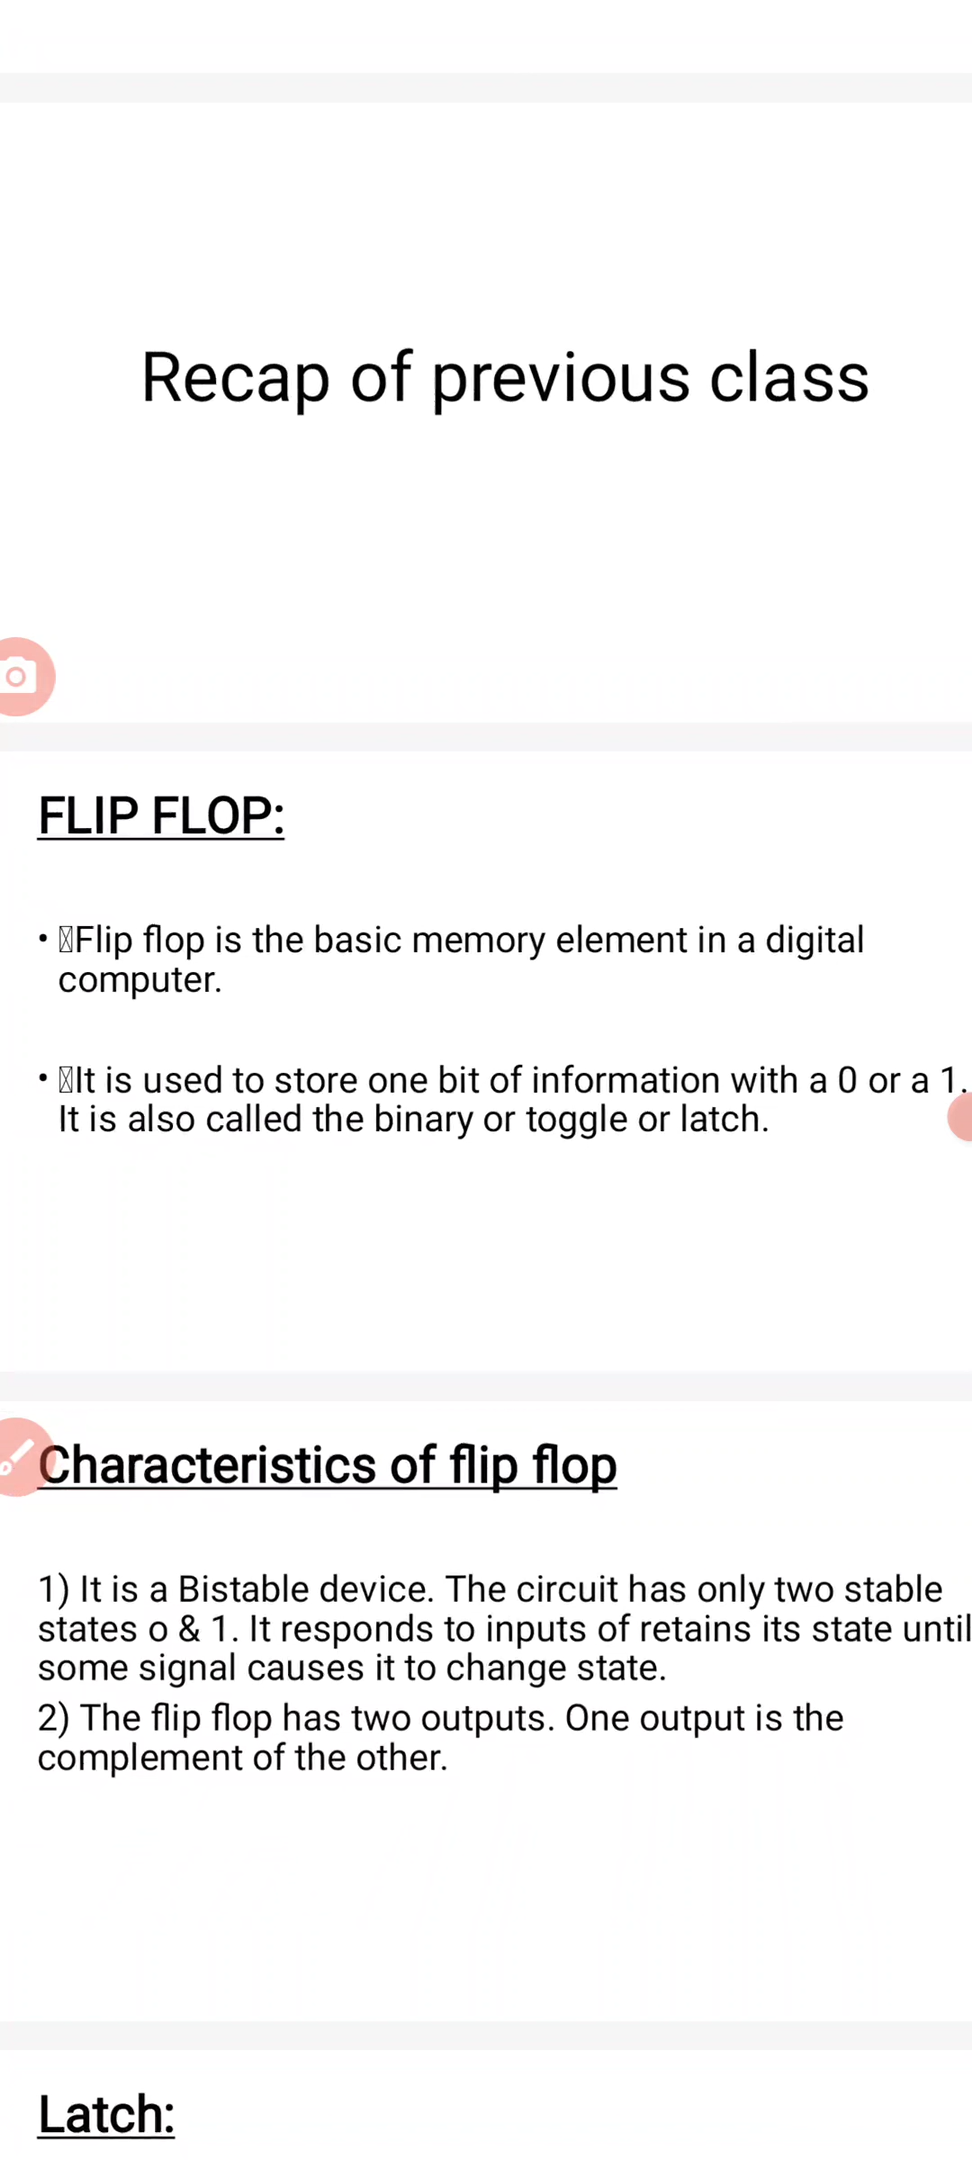 Recap of previous class
FLIP FLOP:
• Flip flop is the basic memory element in a digital
computer.
• It is used to store one bit of information with a 0 or a 1.
It is also called the binary or toggle or latch.
Characteristics of flip flop
1) It is a Bistable device. The circuit has only two stable
states o & 1. It responds to inputs of retains its state until
some signal causes it to change state.
2) The flip flop has two outputs. One output is the
complement of the other.
Latch: